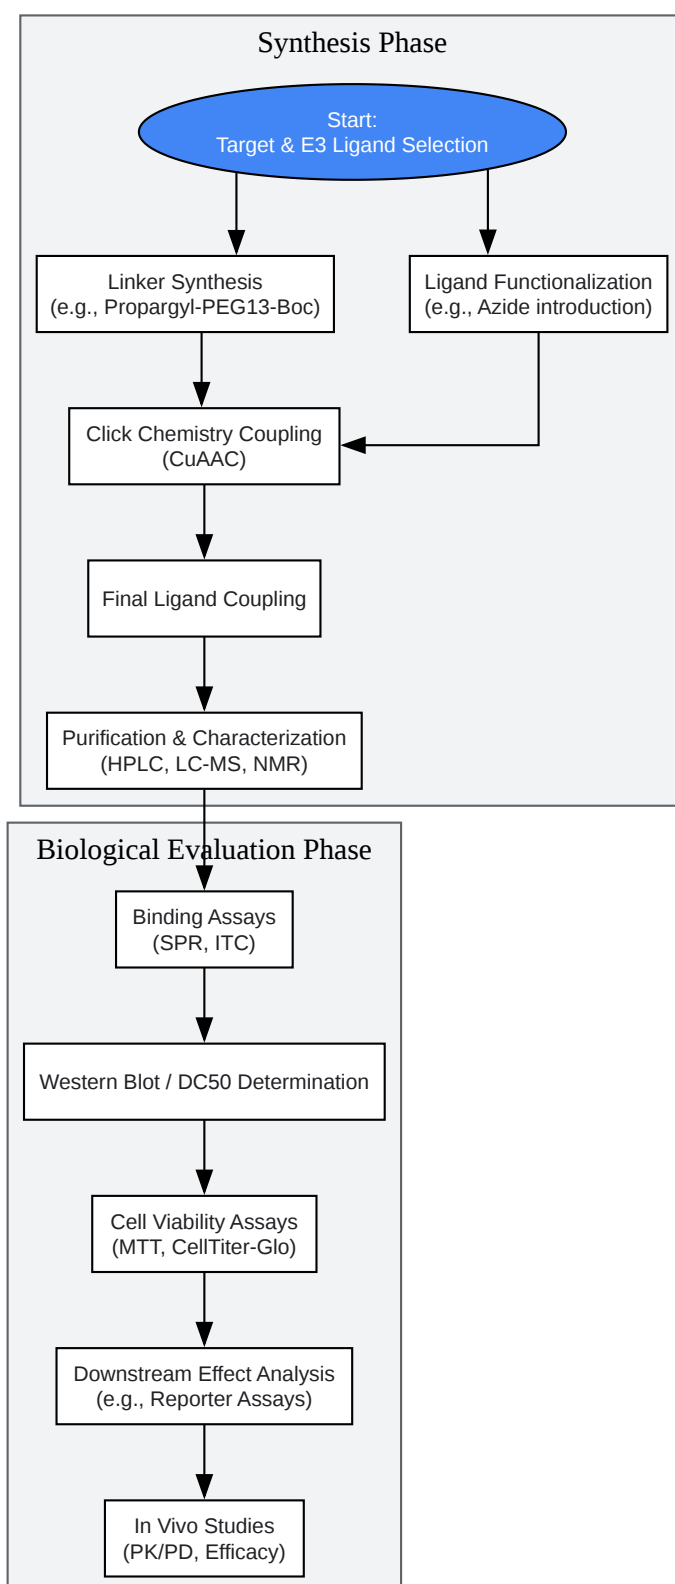 Synthesis Phase
Start:
Target & E3 Ligand Selection
Linker Synthesis
(e.g., Propargyl-PEG13-Boc)
Ligand Functionalization
(e.g., Azide introduction)
Click Chemistry Coupling
(CuAAC)
Final Ligand Coupling
Purification & Characterization
(HPLC, LC-MS, NMR)
Biological Evaluation Phase
Binding Assays
(SPR, ITC)
Western Blot / DC50 Determination
Cell Viability Assays
(MTT, CellTiter-Glo)
Downstream Effect Analysis
(e.g., Reporter Assays)
In Vivo Studies
(PK/PD, Efficacy)